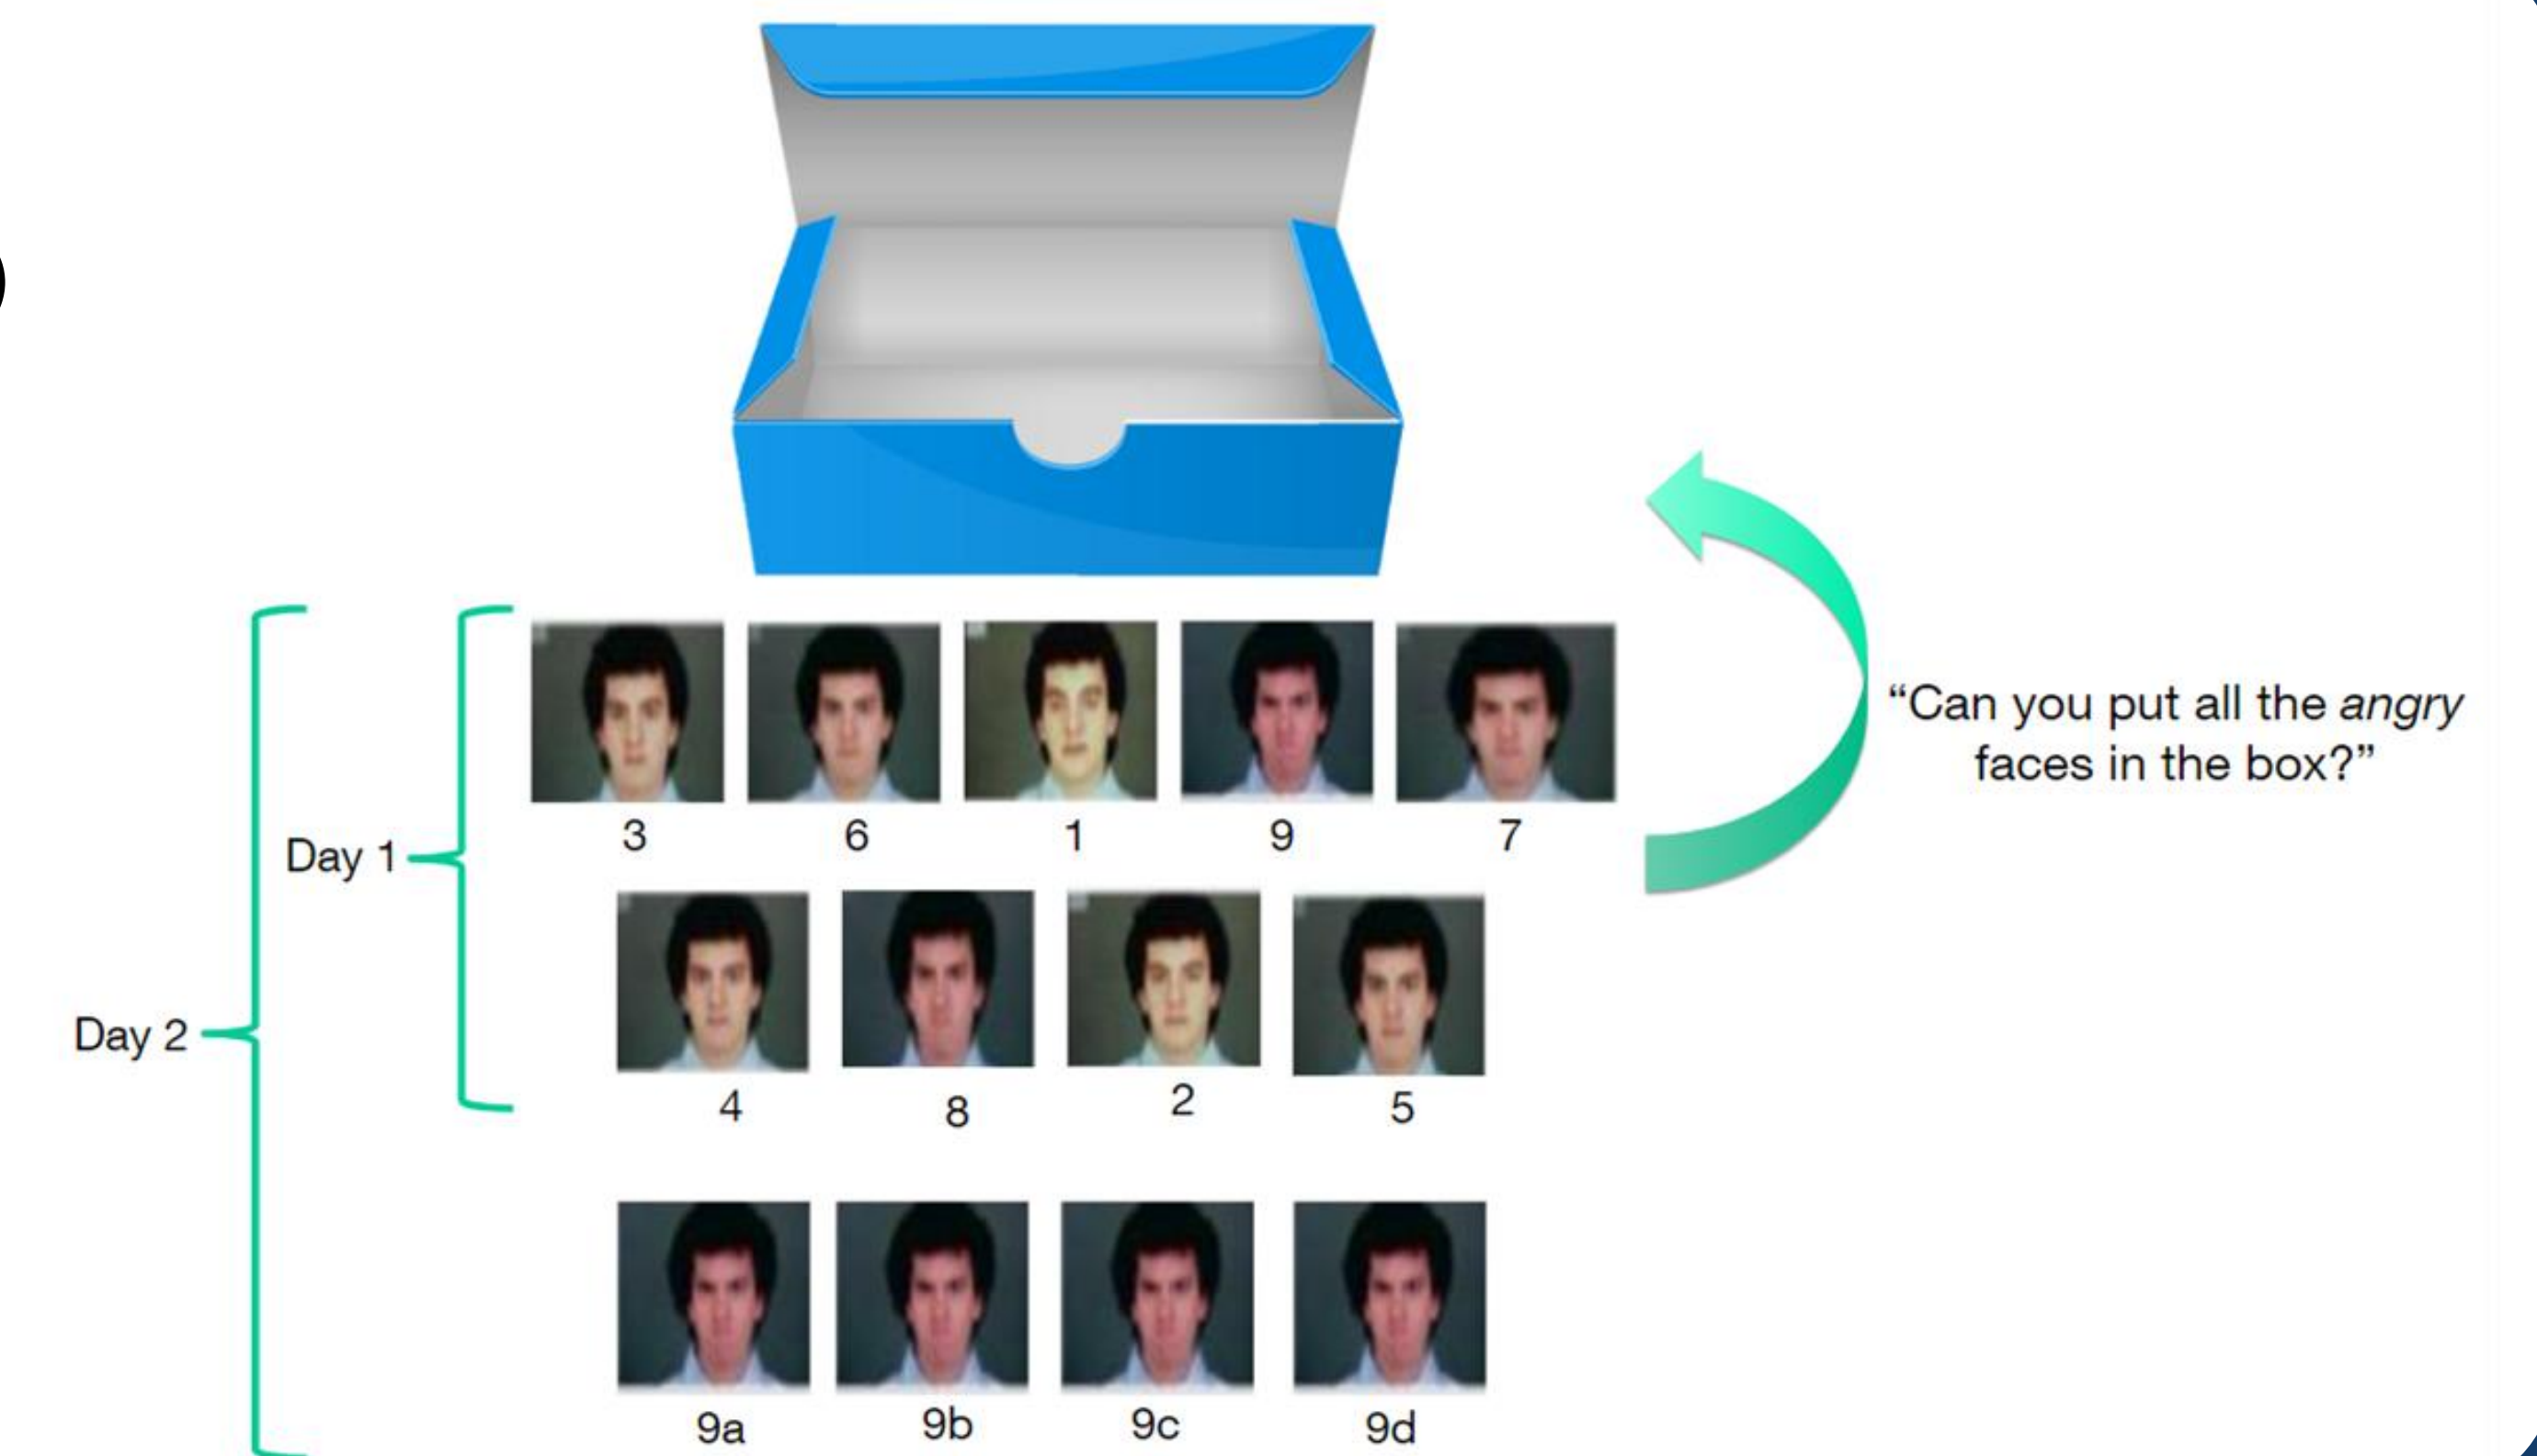 3 6 1 9 7
“Can you put all the angry
faces in the box?”
Day 1
4 8 2 5
Day 2
9a 9b 9c 9d